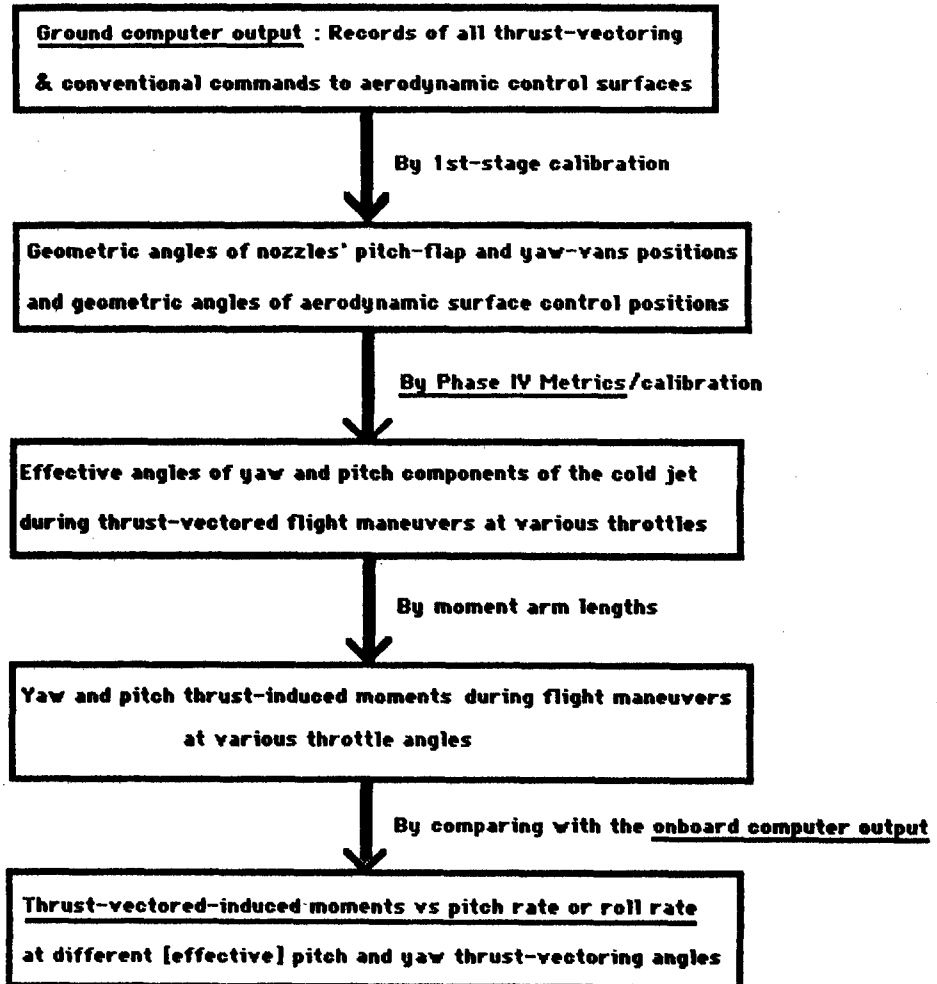 Ground computer output : Records of all thrust-vectoring
& conventional commands to aerodynamic control surfaces
By 1st-stage calibration
Geometric angles of nozzles' pitch-flap and yaw-vans positions
and geometric angles of aerodynamic surface control positions
By Phase IV Metrics/calibration
Effective angles of yaw and pitch components of the cold jet
during thrust-vectored flight maneuvers at various throttles
By moment arm lengths
Yaw and pitch thrust-induced moments during flight maneuvers
at various throttle angles
By comparing with the onboard computer output
Thrust-vectored-induced moments vs pitch rate or roll rate
at different [effective] pitch and yaw thrust-vectoring angles